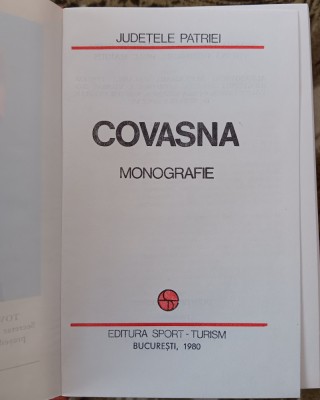 JUDEȚELE PATRIEI
COVASNA
MONOGRAFIE
EDITURA SPORT-TURISM
BUCUREȘTI, 1980